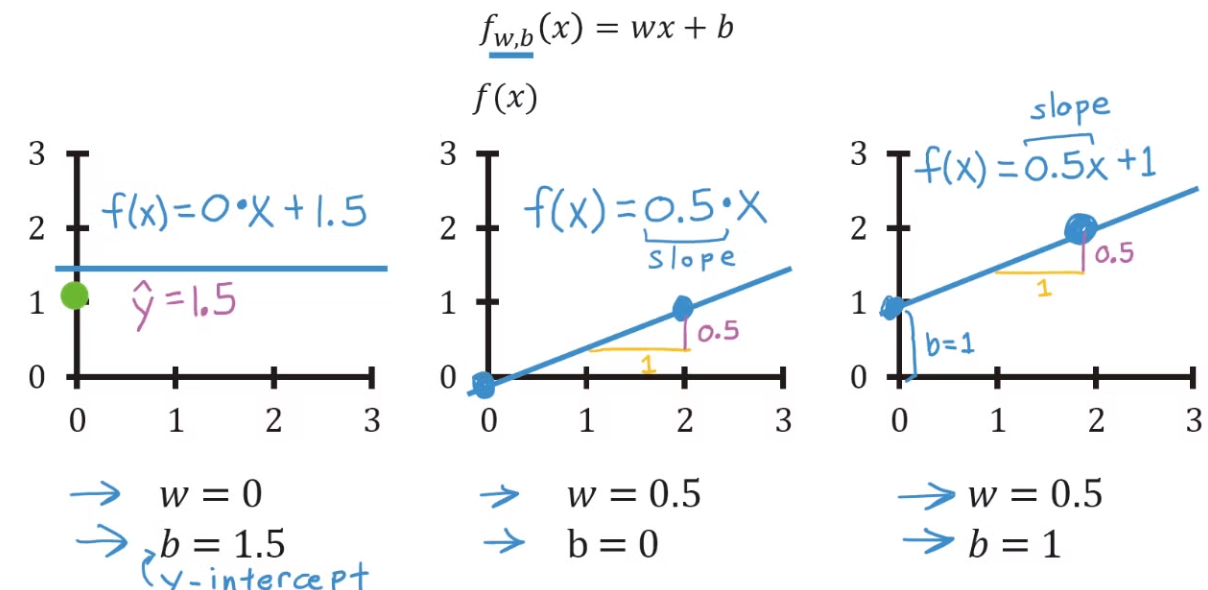 f_{w,b}(x) = wx + b
f(x)
3
2
1
0
0 1 2 3
f(x)=0•X+1.5
ŷ=1.5
→ w = 0
→ b = 1.5
y-intercept
3
2
1
0
0 1 2 3
f(x)=0.5•X
slope
0.5
1
→ w = 0.5
→ b = 0
3
2
1
0
0 1 2 3
slope
f(x)=0.5x+1
0.5
1
b=1
→ w = 0.5
→ b = 1